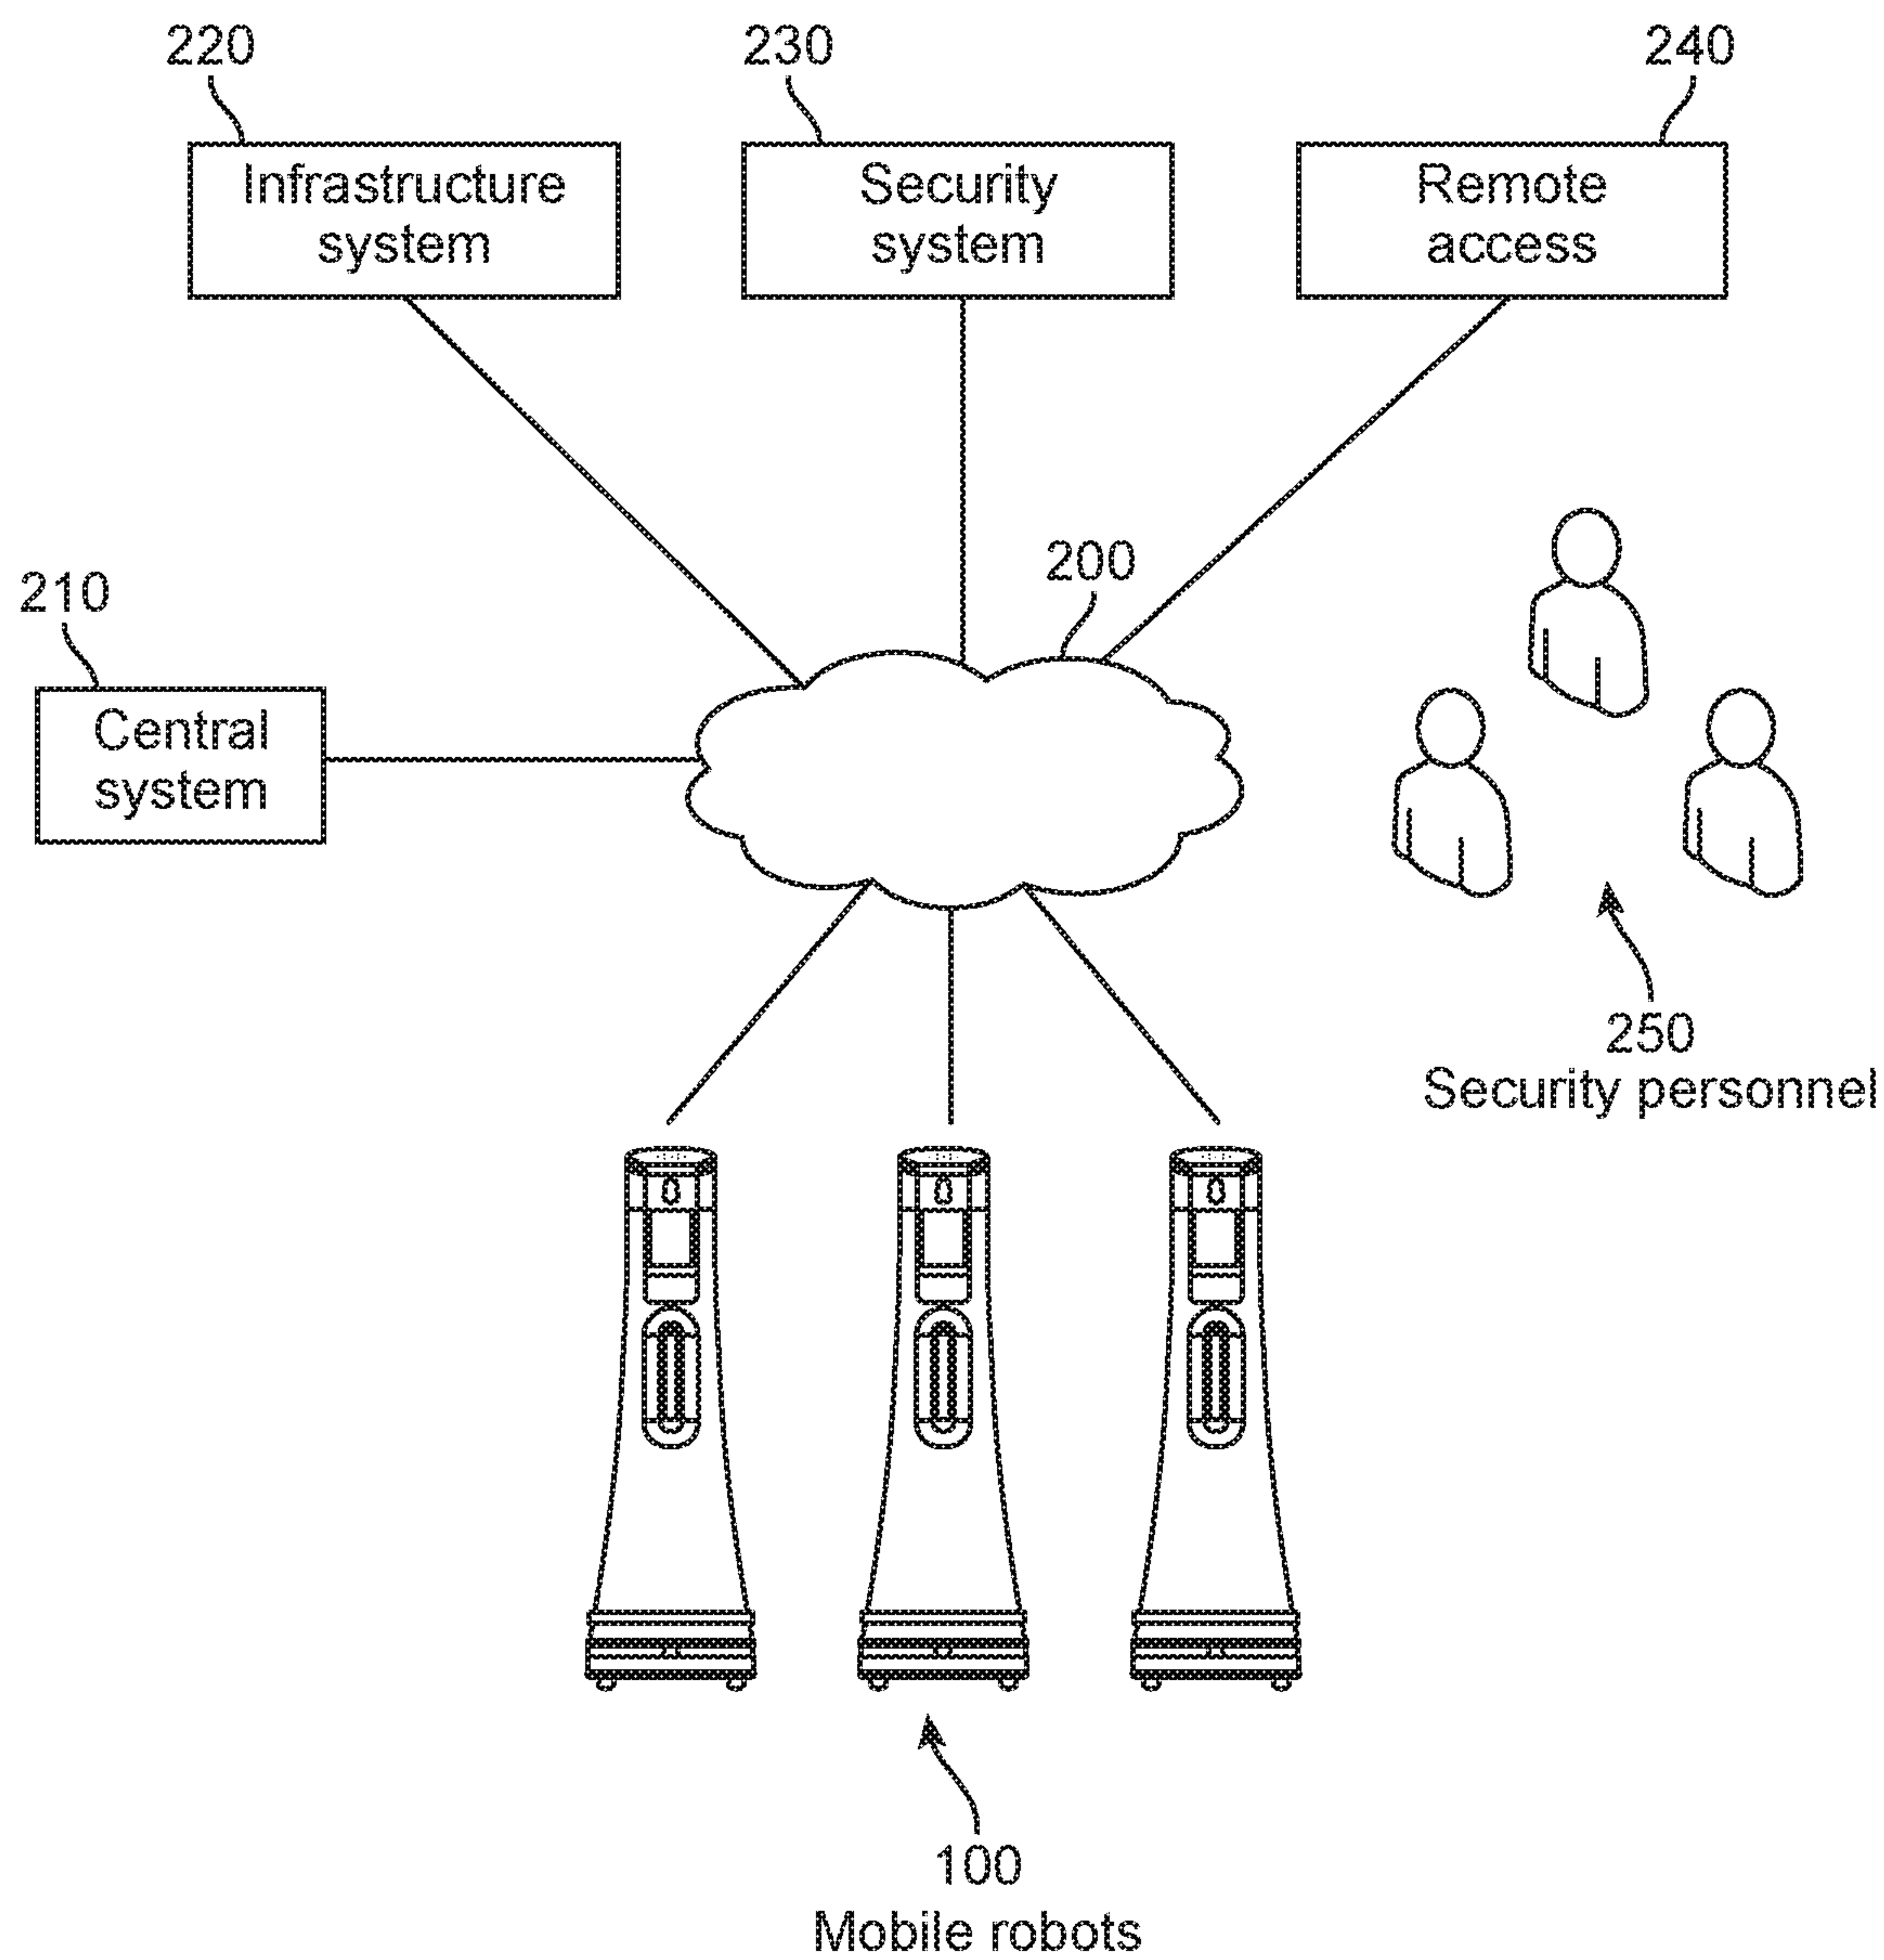 220
230
240
Infrastructure
system
Security
system
Remote
access
200
210
Central
system
250
Security personnel
100
Mobile robots